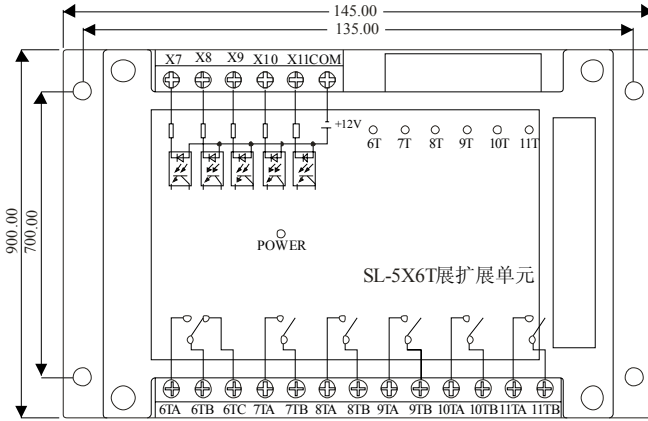 145.00
135.00
X7 X8 X9 X10 X11COM
+12V
6T 7T 8T 9T 10T 11T
900.00
700.00
POWER
SL-5X6T展扩展单元
6TA 6TB 6TC 7TA 7TB 8TA 8TB 9TA 9TB 10TA 10TB 11TA 11TB